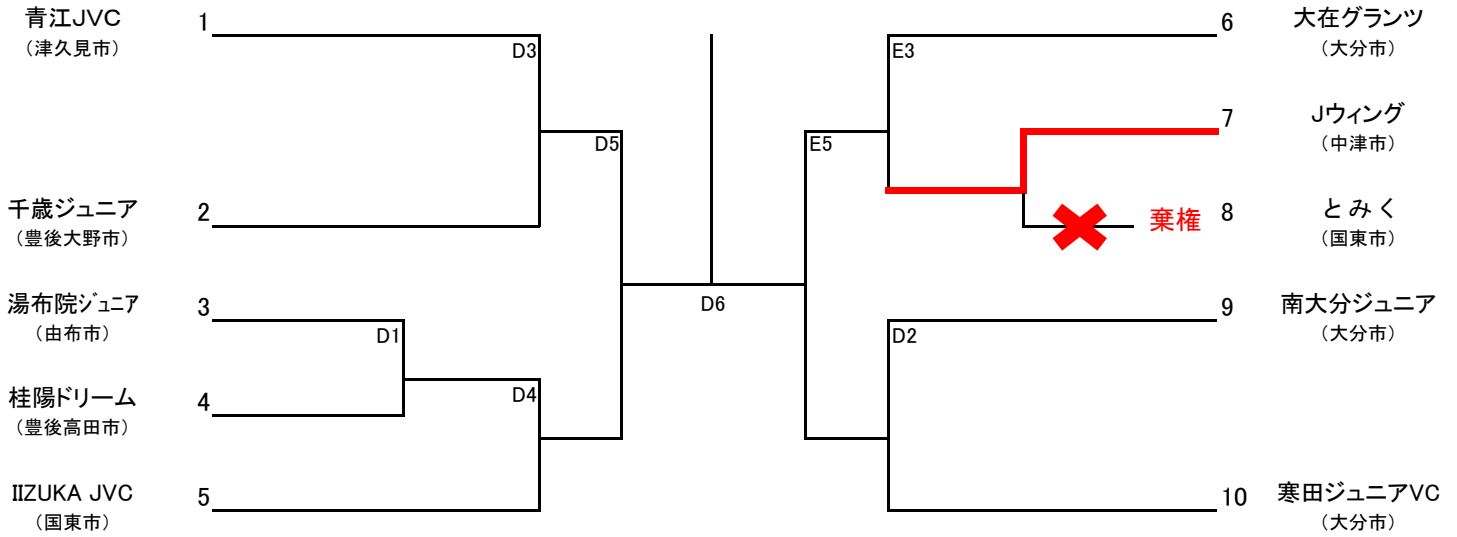 青江JVC
（津久見市）
1
D3
千歳ジュニア
（豊後大野市）
2
D5
湯布院ｼﾞｭﾆｱ
（由布市）
3
D1
桂陽ドリーム
（豊後高田市）
4
D4
IIZUKA JVC
（国東市）
5
D6
6
大在グランツ
（大分市）
E3
7
Jウィング
（中津市）
E5
棄権
8
とみく
（国東市）
9
南大分ジュニア
（大分市）
D2
10
寒田ジュニアVC
（大分市）